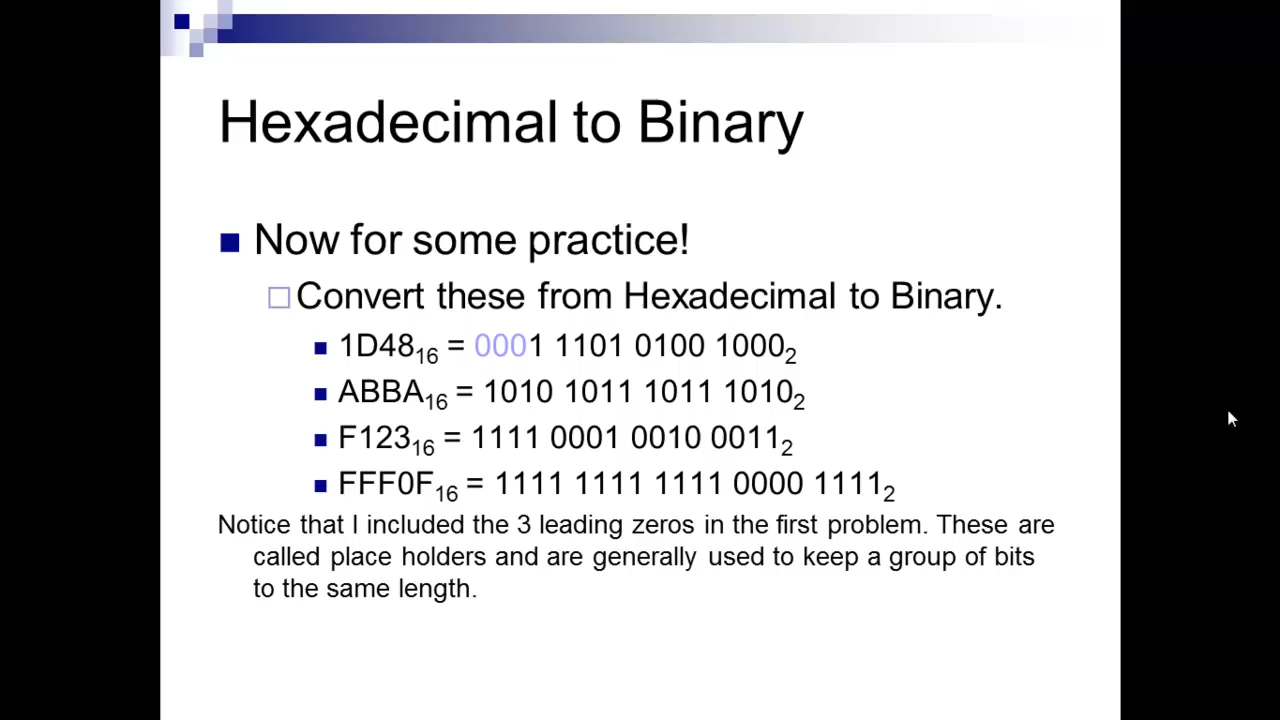 Hexadecimal to Binary
Now for some practice!
Convert these from Hexadecimal to Binary.
1D48₁₆ = 0001 1101 0100 1000₂
ABBA₁₆ = 1010 1011 1011 1010₂
F123₁₆ = 1111 0001 0010 0011₂
FFF0F₁₆ = 1111 1111 1111 0000 1111₂
Notice that I included the 3 leading zeros in the first problem. These are
called place holders and are generally used to keep a group of bits
to the same length.